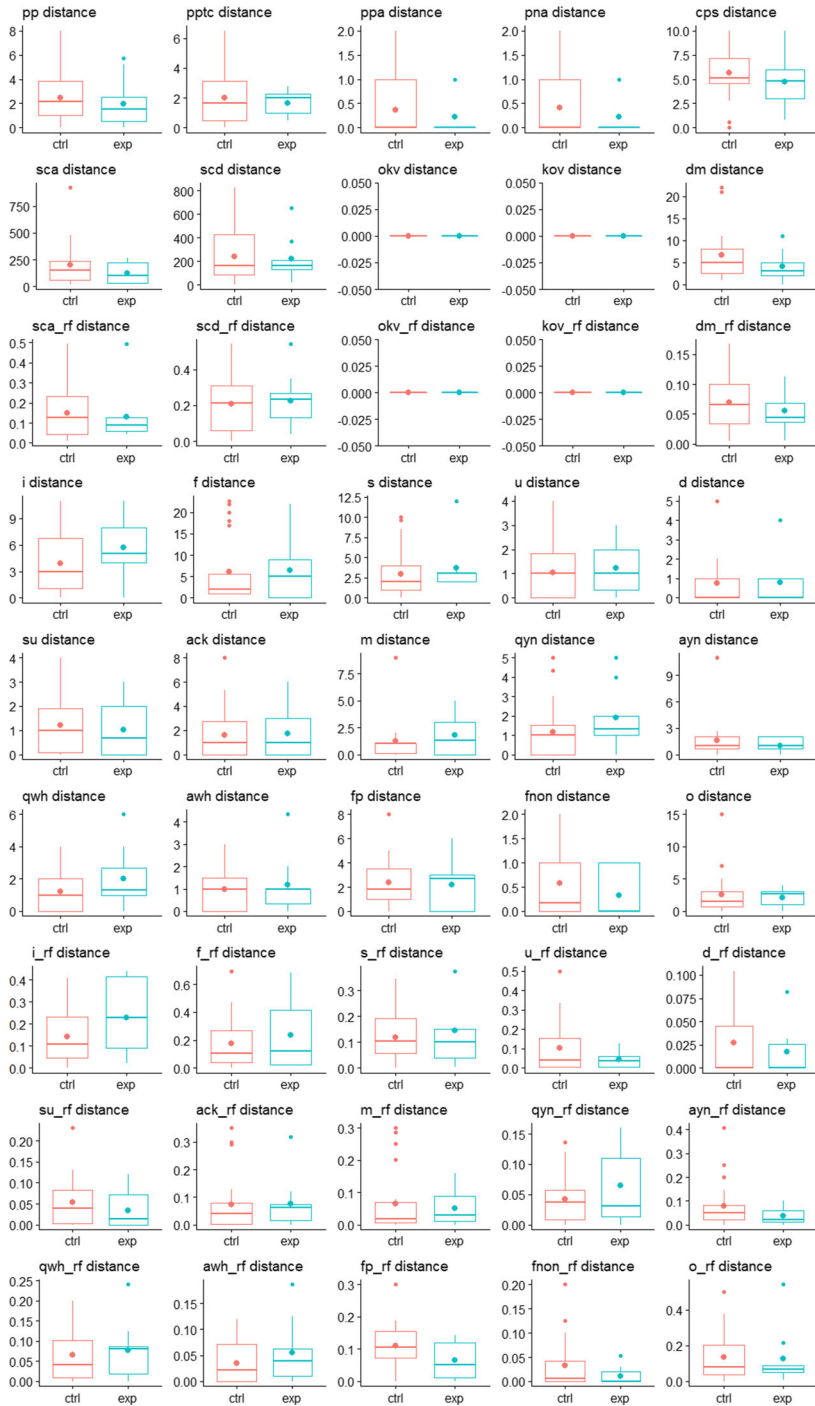 pp distance pptc distance ppa distance pna distance cps distance
8 6 2.0 2.0 10.0
6 4 1.5 1.5 7.5
4 2 1.0 1.0 5.0
2 0 0.5 0.5 2.5
0 0.0 0.0 0.0
ctrl exp ctrl exp ctrl exp ctrl exp ctrl exp
sca distance scd distance okv distance kov distance dm distance
750 800 0.050 0.050 20
500 600 0.025 0.025 15
250 400 0.000 0.000 10
0 200 -0.025 -0.025 5
0 -0.050 -0.050 0
ctrl exp ctrl exp ctrl exp ctrl exp ctrl exp
sca_rf distance scd_rf distance okv_rf distance kov_rf distance dm_rf distance
0.5 0.4 0.050 0.050 0.15
0.4 0.2 0.025 0.025 0.10
0.3 0.0 0.000 0.000 0.05
0.2 -0.025 -0.025 0.00
0.1 -0.050 -0.050
0.0
ctrl exp ctrl exp ctrl exp ctrl exp ctrl exp
i distance f distance s distance u distance d distance
9 20 12.5 4 5
6 15 10.0 3 4
3 10 7.5 2 3
0 5 5.0 1 2
0 2.5 0 1
0.0 0
ctrl exp ctrl exp ctrl exp ctrl exp ctrl exp
su distance ack distance m distance qyn distance ayn distance
4 8 7.5 5 9
3 6 5.0 4 6
2 4 2.5 3 3
1 2 0.0 2 0
0 0 1
0
ctrl exp ctrl exp ctrl exp ctrl exp ctrl exp
qwh distance awh distance fp distance fnon distance o distance
6 4 8 2.0 15
4 3 6 1.5 10
2 2 4 1.0 5
0 1 2 0.5 0
0 0 0.0
ctrl exp ctrl exp ctrl exp ctrl exp ctrl exp
i_rf distance f_rf distance s_rf distance u_rf distance d_rf distance
0.4 0.6 0.3 0.5 0.100
0.3 0.4 0.2 0.4 0.075
0.2 0.2 0.1 0.3 0.050
0.1 0.0 0.0 0.2 0.025
0.0 0.1 0.000
0.0
ctrl exp ctrl exp ctrl exp ctrl exp ctrl exp
su_rf distance ack_rf distance m_rf distance qyn_rf distance ayn_rf distance
0.20 0.3 0.3 0.15 0.4
0.15 0.2 0.2 0.10 0.3
0.10 0.1 0.1 0.05 0.2
0.05 0.0 0.0 0.00 0.1
0.00 0.0
ctrl exp ctrl exp ctrl exp ctrl exp ctrl exp
qwh_rf distance awh_rf distance fp_rf distance fnon_rf distance o_rf distance
0.25 0.15 0.3 0.20 0.4
0.20 0.10 0.2 0.15 0.2
0.15 0.05 0.1 0.10 0.0
0.10 0.00 0.0 0.05
0.05 0.00
0.00
ctrl exp ctrl exp ctrl exp ctrl exp ctrl exp